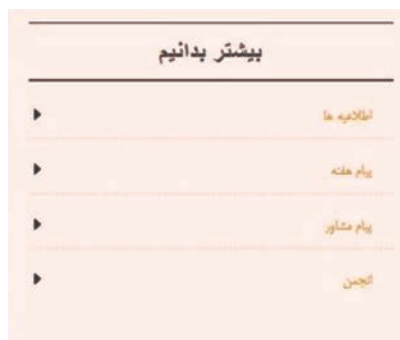 بیشتر بدانیم
اطلاعیه ها
پیام هفته
پیام مشاور
انجمن